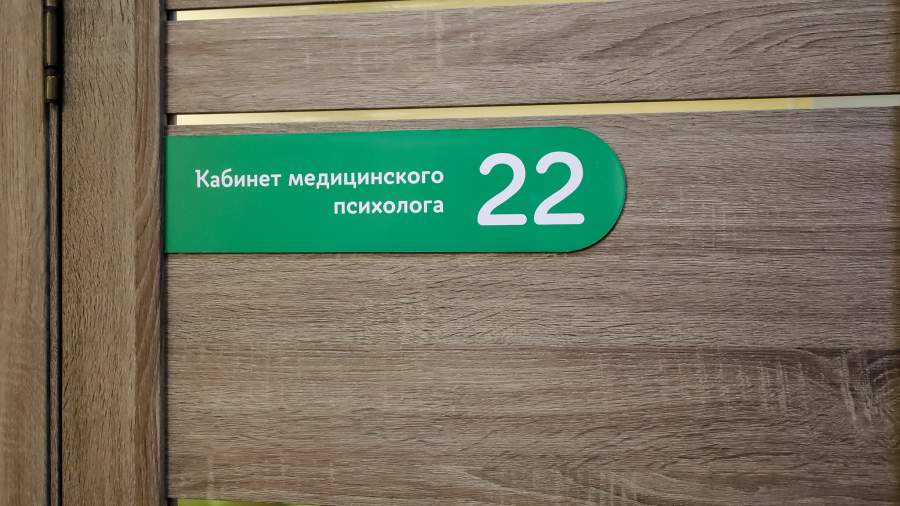 Кабинет медицинского
психолога
22